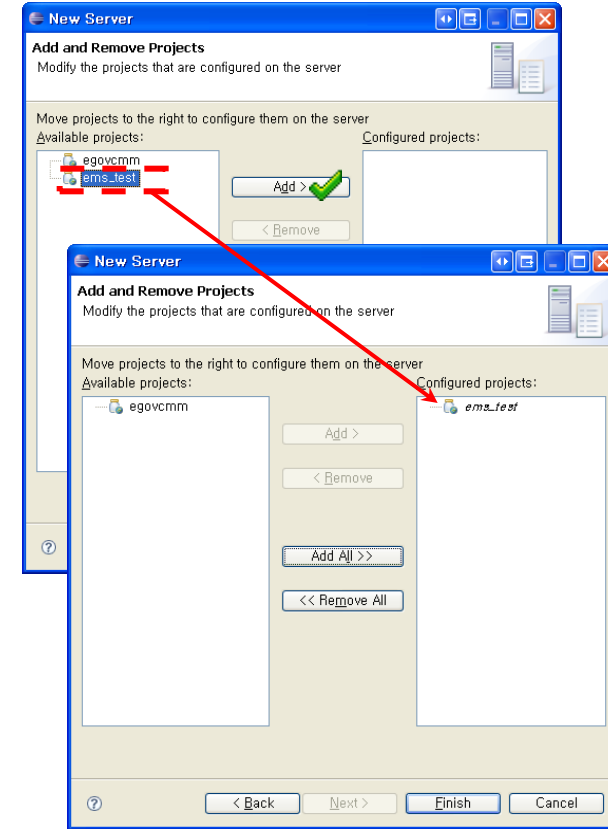 New Server
Add and Remove Projects
Modify the projects that are configured on the server
Move projects to the right to configure them on the server
Available projects:
Configured projects:
egovcmm
ems_test
Add >
< Remove
New Server
Add and Remove Projects
Modify the projects that are configured on the server
Move projects to the right to configure them on the server
Available projects:
Configured projects:
egovcmm
ems_test
Add >
< Remove
Add All >>
<< Remove All
< Back
Next >
Finish
Cancel